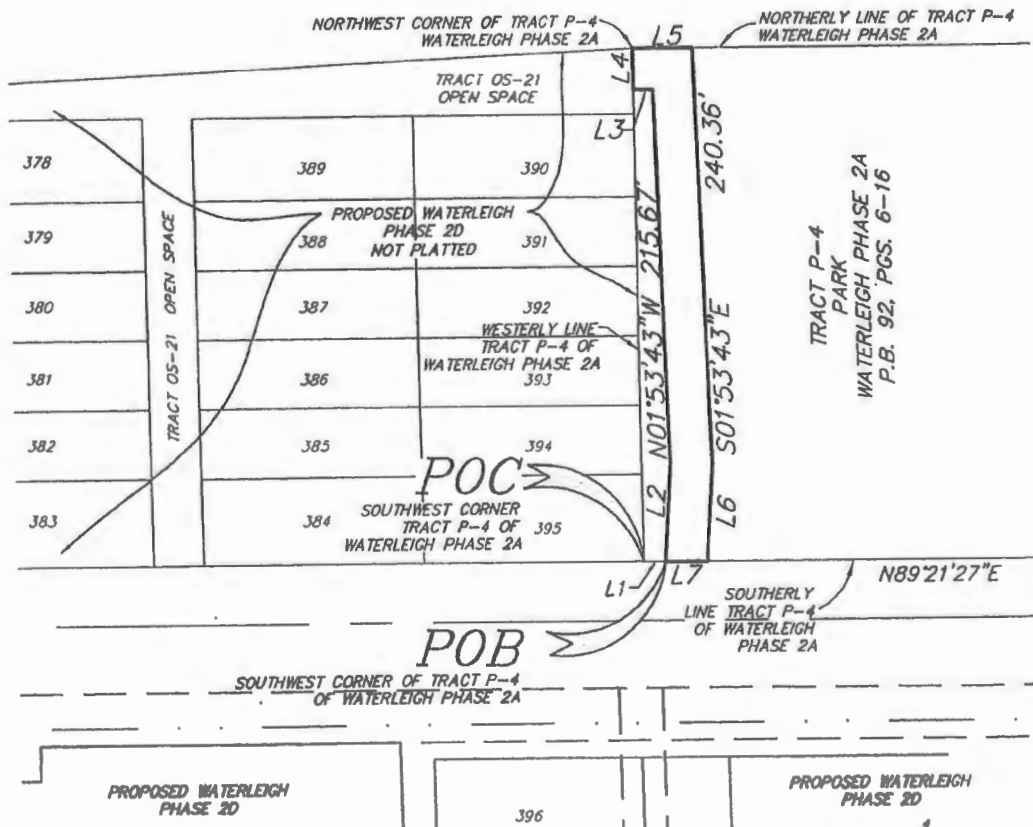 NORTHWEST CORNER OF TRACT P-4
WATERLEIGH PHASE 2A
L5
NORTHERLY LINE OF TRACT P-4
WATERLEIGH PHASE 2A
L4
TRACT OS-21
OPEN SPACE
L3
240.36'
378
389
390
PROPOSED WATERLEIGH
PHASE 2D
NOT PLATTED
379
388
391
TRACT OS-21 OPEN SPACE
N01°53'43"W 215.67'
S01°53'43"E
TRACT P-4
PARK
WATERLEIGH PHASE 2A
P.B. 92, PGS. 6-16
380
387
392
WESTERLY LINE
TRACT P-4 OF
WATERLEIGH PHASE 2A
381
386
393
382
385
394
POC
SOUTHWEST CORNER
TRACT P-4 OF
WATERLEIGH PHASE 2A
383
384
395
L2
L6
L1
L7
N89°21'27"E
SOUTHERLY
LINE TRACT P-4
OF WATERLEIGH
PHASE 2A
POB
SOUTHWEST CORNER OF TRACT P-4
OF WATERLEIGH PHASE 2A
PROPOSED WATERLEIGH
PHASE 2D
396
PROPOSED WATERLEIGH
PHASE 2D